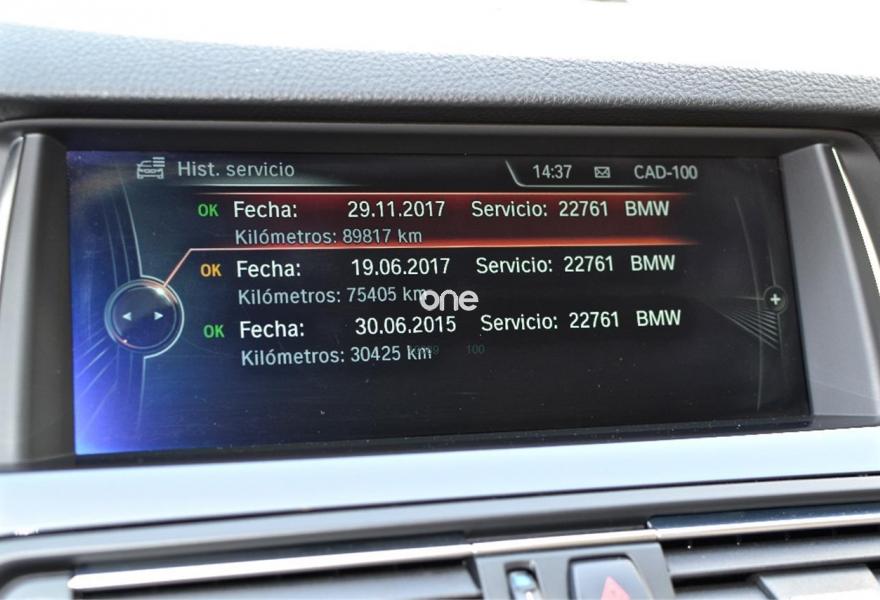 Hist. servicio 14:37 CAD-100
OK Fecha: 29.11.2017 Servicio: 22761 BMW
Kilómetros: 89817 km
OK Fecha: 19.06.2017 Servicio: 22761 BMW
Kilómetros: 75405 km
one
OK Fecha: 30.06.2015 Servicio: 22761 BMW
Kilómetros: 30425 km
100